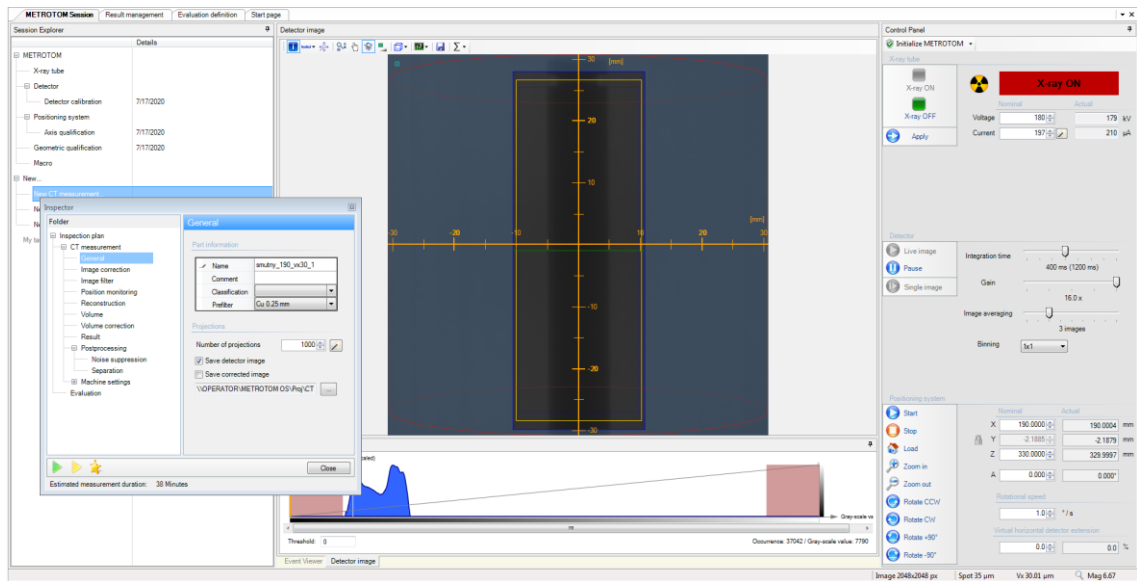 METROTOM Session Result management Evaluation definition Start page
Session Explorer
Details
METROTOM
X-ray tube
Detector
Detector calibration 7/17/2020
Positioning system
Axis qualification 7/17/2020
Geometric qualification 7/17/2020
Macro
New...
New CT measurement
Inspector
Folder
Inspection plan
CT measurement
General
Image correction
Image filter
Position monitoring
Reconstruction
Volume
Volume correction
Result
Postprocessing
Noise suppression
Separation
Machine settings
Evaluation
General
Part information
Name smutny_190_vx30_1
Comment
Classification
Prefilter Cu 0.25 mm
Projections
Number of projections 1000
Save detector image
Save corrected image
\\OPERATOR\METROTOM OS\Proj\CT ...
Close
Estimated measurement duration: 38 Minutes
Detector image
30 [mm]
20
10
[mm]
-30 -20 -10 10 20 30
-10
-20
-30
Gray-scale va
Threshold: 0
Occurrence: 37042 / Gray-scale value: 7790
Event Viewer Detector image
Control Panel
Initialize METROTOM
X-ray tube
X-ray ON
X-ray ON
Nominal Actual
X-ray OFF
Voltage 180 179 kV
Apply
Current 197 210 µA
Detector
Live image
Pause
Single image
Integration time
400 ms (1200 ms)
Gain
16.0 x
Image averaging
3 images
Binning 1x1
Positioning system
Start
Stop
Load
Zoom in
Zoom out
Rotate CCW
Rotate CW
Rotate +90°
Rotate -90°
Nominal Actual
X 190.0000 190.0004 mm
Y -2.1885 -2.1879 mm
Z 330.0000 329.9997 mm
A 0.000 0.000°
Rotational speed
1.0 °/s
Virtual horizontal detector extension
0.0 0.0 %
Image 2048x2048 px Spot 35 µm Vx 30.01 µm Mag 6.67